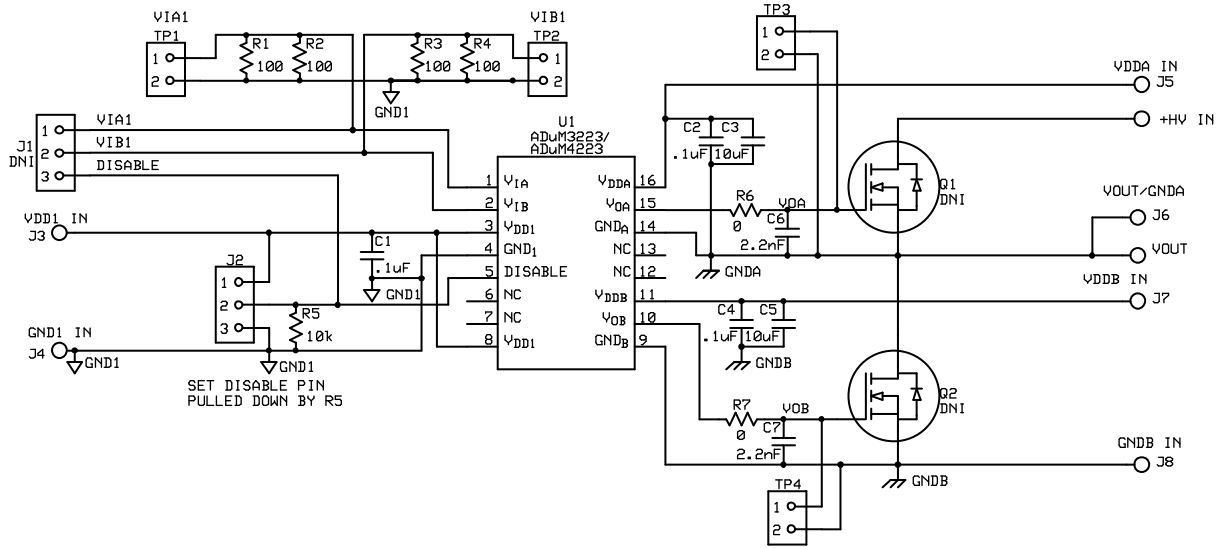 VIA1
TP1
1
2
R1
100
R2
100
R3
100
R4
100
GND1
VIB1
TP2
1
2
TP3
1
2
J1
DNI
1
2
3
VIA1
VIB1
DISABLE
VDD1 IN
J3
J2
1
2
3
R5
10k
C1
.1uF
GND1
GND1 IN
J4
GND1
GND1
SET DISABLE PIN
PULLED DOWN BY R5
U1
ADuM3223/
ADuM4223
1 VIA
2 VIB
3 VDD1
4 GND1
5 DISABLE
6 NC
7 NC
8 VDD1
VDDA 16
VOA 15
GNDA 14
NC 13
NC 12
VDDB 11
VOB 10
GNDB 9
C2
.1uF
C3
10uF
R6
0
VOA
C6
2.2nF
GNDA
C4
.1uF
C5
10uF
GNDB
R7
0
VOB
C7
2.2nF
TP4
1
2
Q1
DNI
Q2
DNI
GNDB
VDDA IN
J5
+HV IN
VOUT/GNDA
J6
VOUT
VDDB IN
J7
GNDB IN
J8